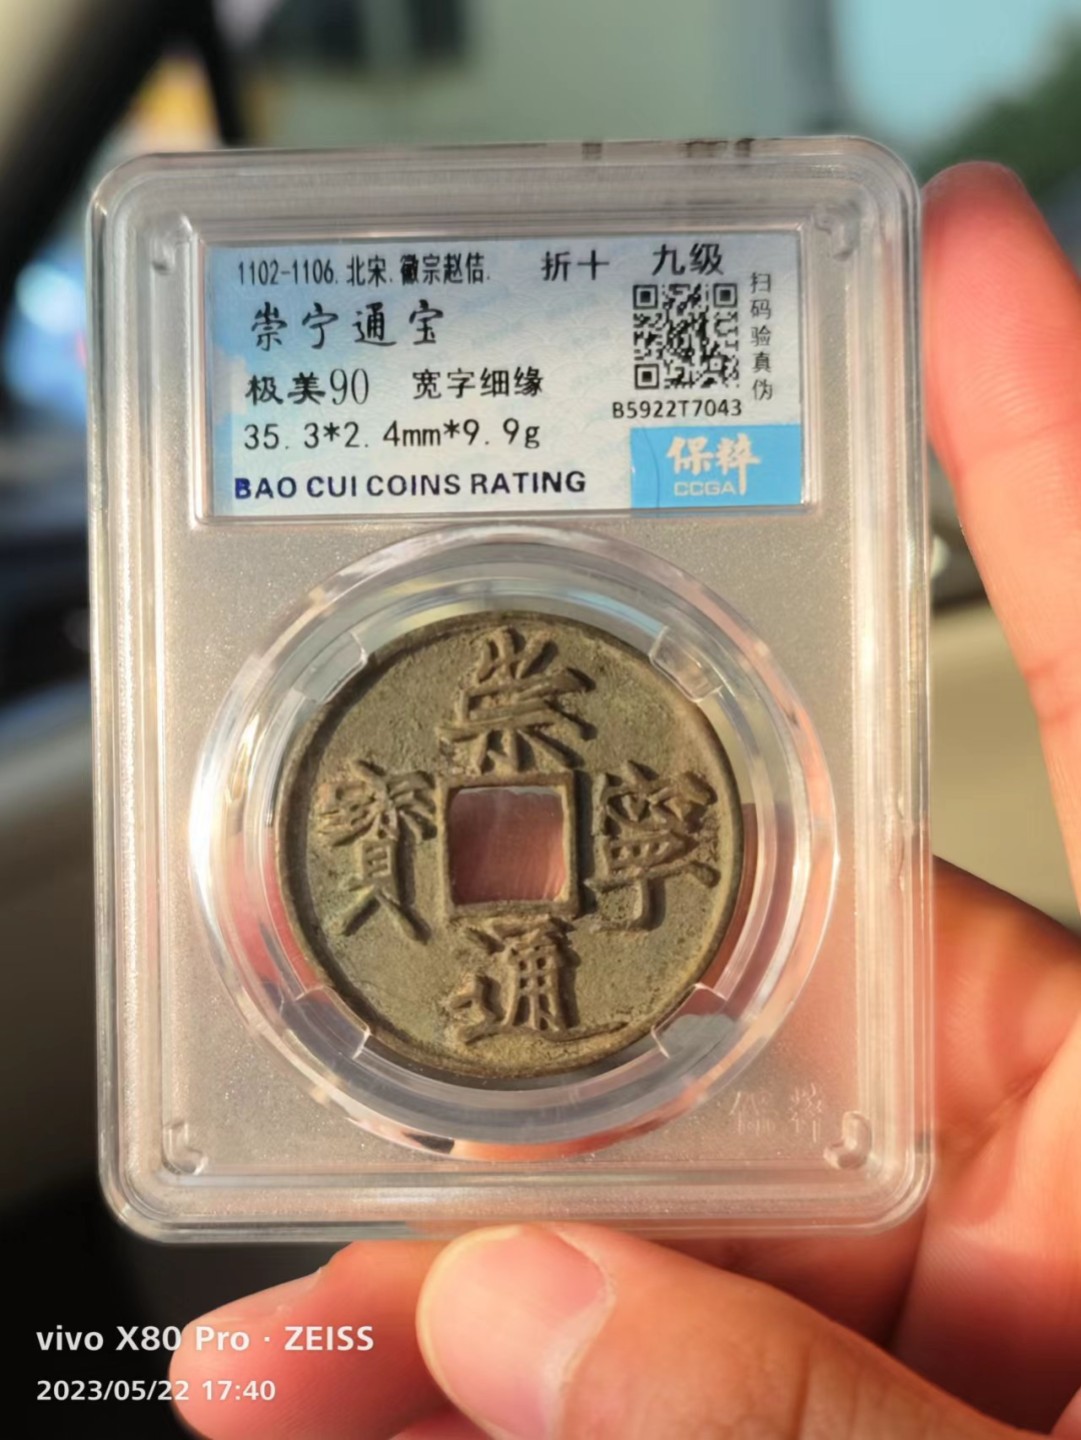 1102-1106.北宋.徽宗赵佶. 折十 九级
崇宁通宝
极美90 宽字细缘
35.3*2.4mm*9.9g
BAO CUI COINS RATING
扫码验真伪
B5922T7043
保粹
CCGA
崇
寧
通
寳
vivo X80 Pro · ZEISS
2023/05/22 17:40